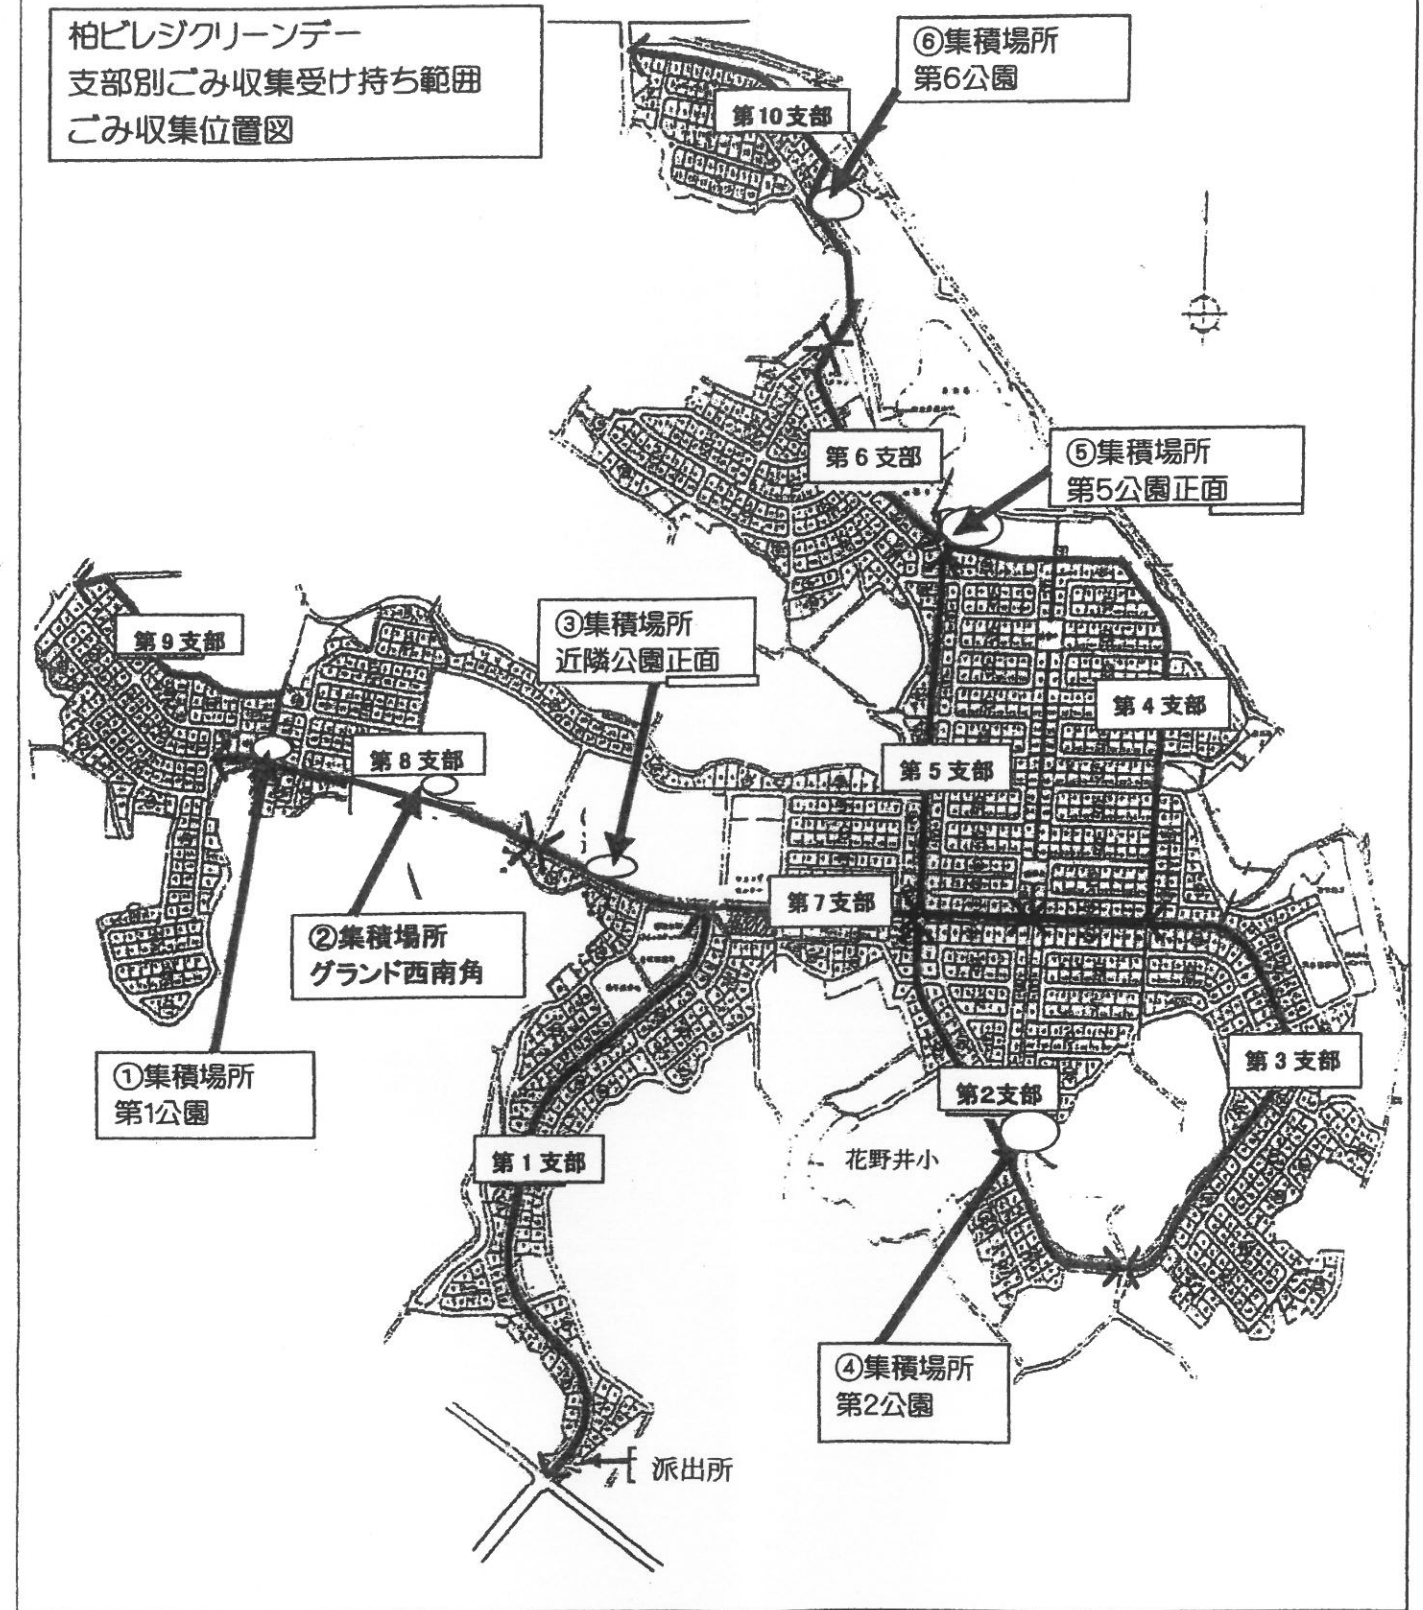 柏ビレジクリーンデー
支部別ごみ収集受け持ち範囲
ごみ収集位置図
⑥集積場所
第6公園
第10支部
第6支部
⑤集積場所
第5公園正面
③集積場所
近隣公園正面
第9支部
第4支部
第8支部
第5支部
第7支部
②集積場所
グランド西南角
①集積場所
第1公園
第3支部
第2支部
第1支部
花野井小
④集積場所
第2公園
派出所